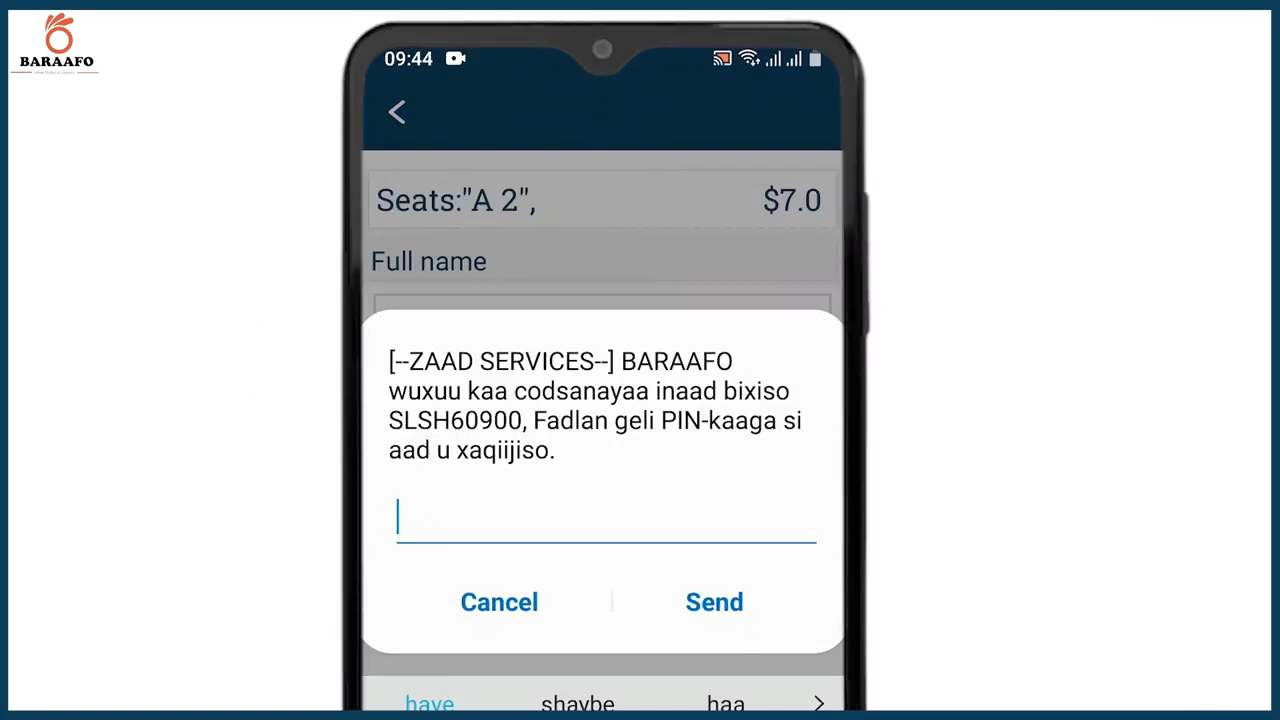 BARAAFO
09:44
Seats:"A 2", $7.0
Full name
[--ZAAD SERVICES--] BARAAFO
wuxuu kaa codsanayaa inaad bixiso
SLSH60900, Fadlan geli PIN-kaaga si
aad u xaqiijiso.
Cancel Send
haye shaybe haa